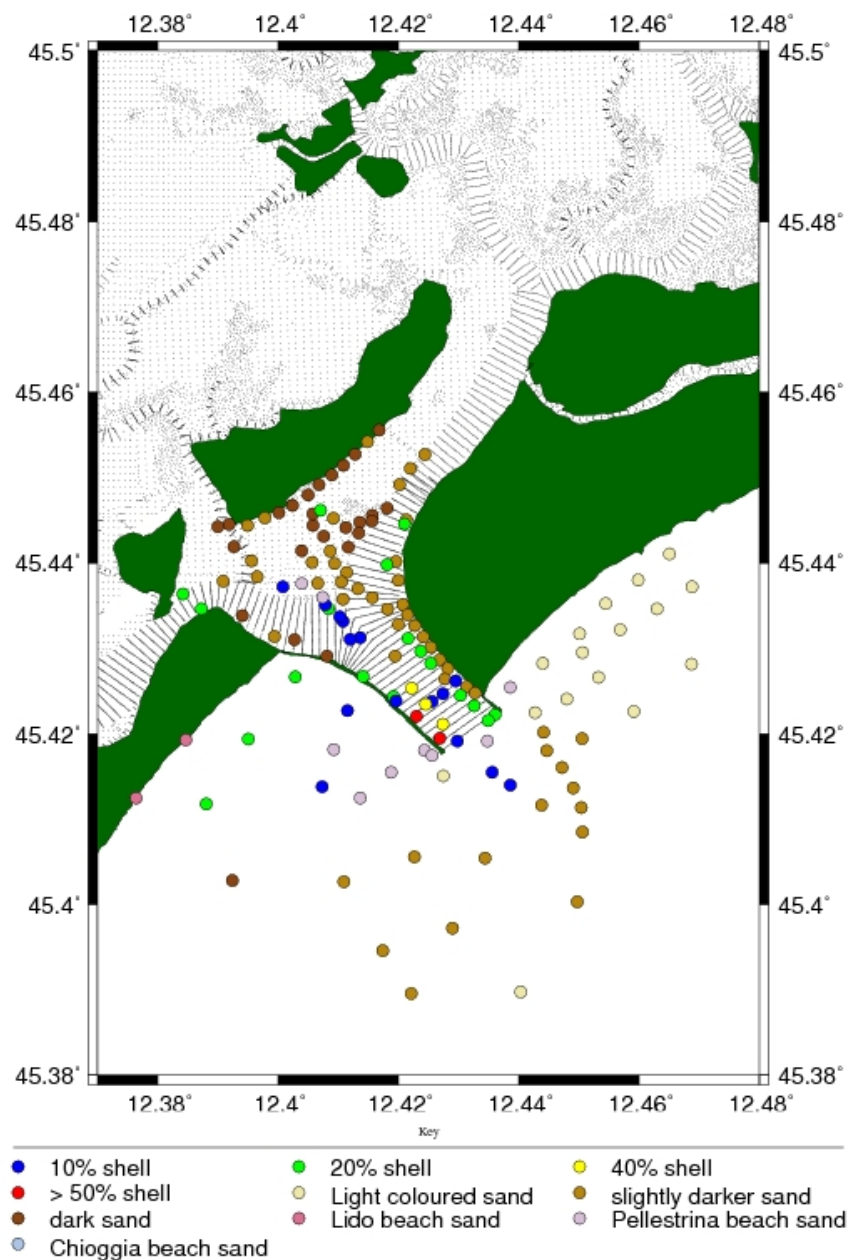 12.38° 12.4° 12.42° 12.44° 12.46° 12.48°
45.5° 45.5°
45.48° 45.48°
45.46° 45.46°
45.44° 45.44°
45.42° 45.42°
45.4° 45.4°
45.38° 45.38°
12.38° 12.4° 12.42° 12.44° 12.46° 12.48°
Key
10% shell 20% shell 40% shell
> 50% shell Light coloured sand slightly darker sand
dark sand Lido beach sand Pellestrina beach sand
Chioggia beach sand